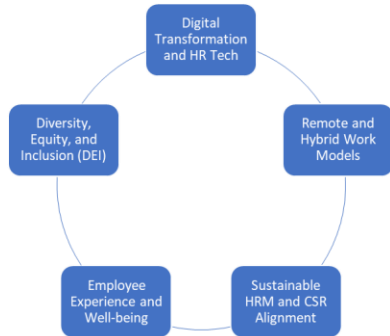 Digital
Transformation
and HR Tech
Remote and
Hybrid Work
Models
Sustainable
HRM and CSR
Alignment
Employee
Experience and
Well-being
Diversity,
Equity, and
Inclusion (DEI)